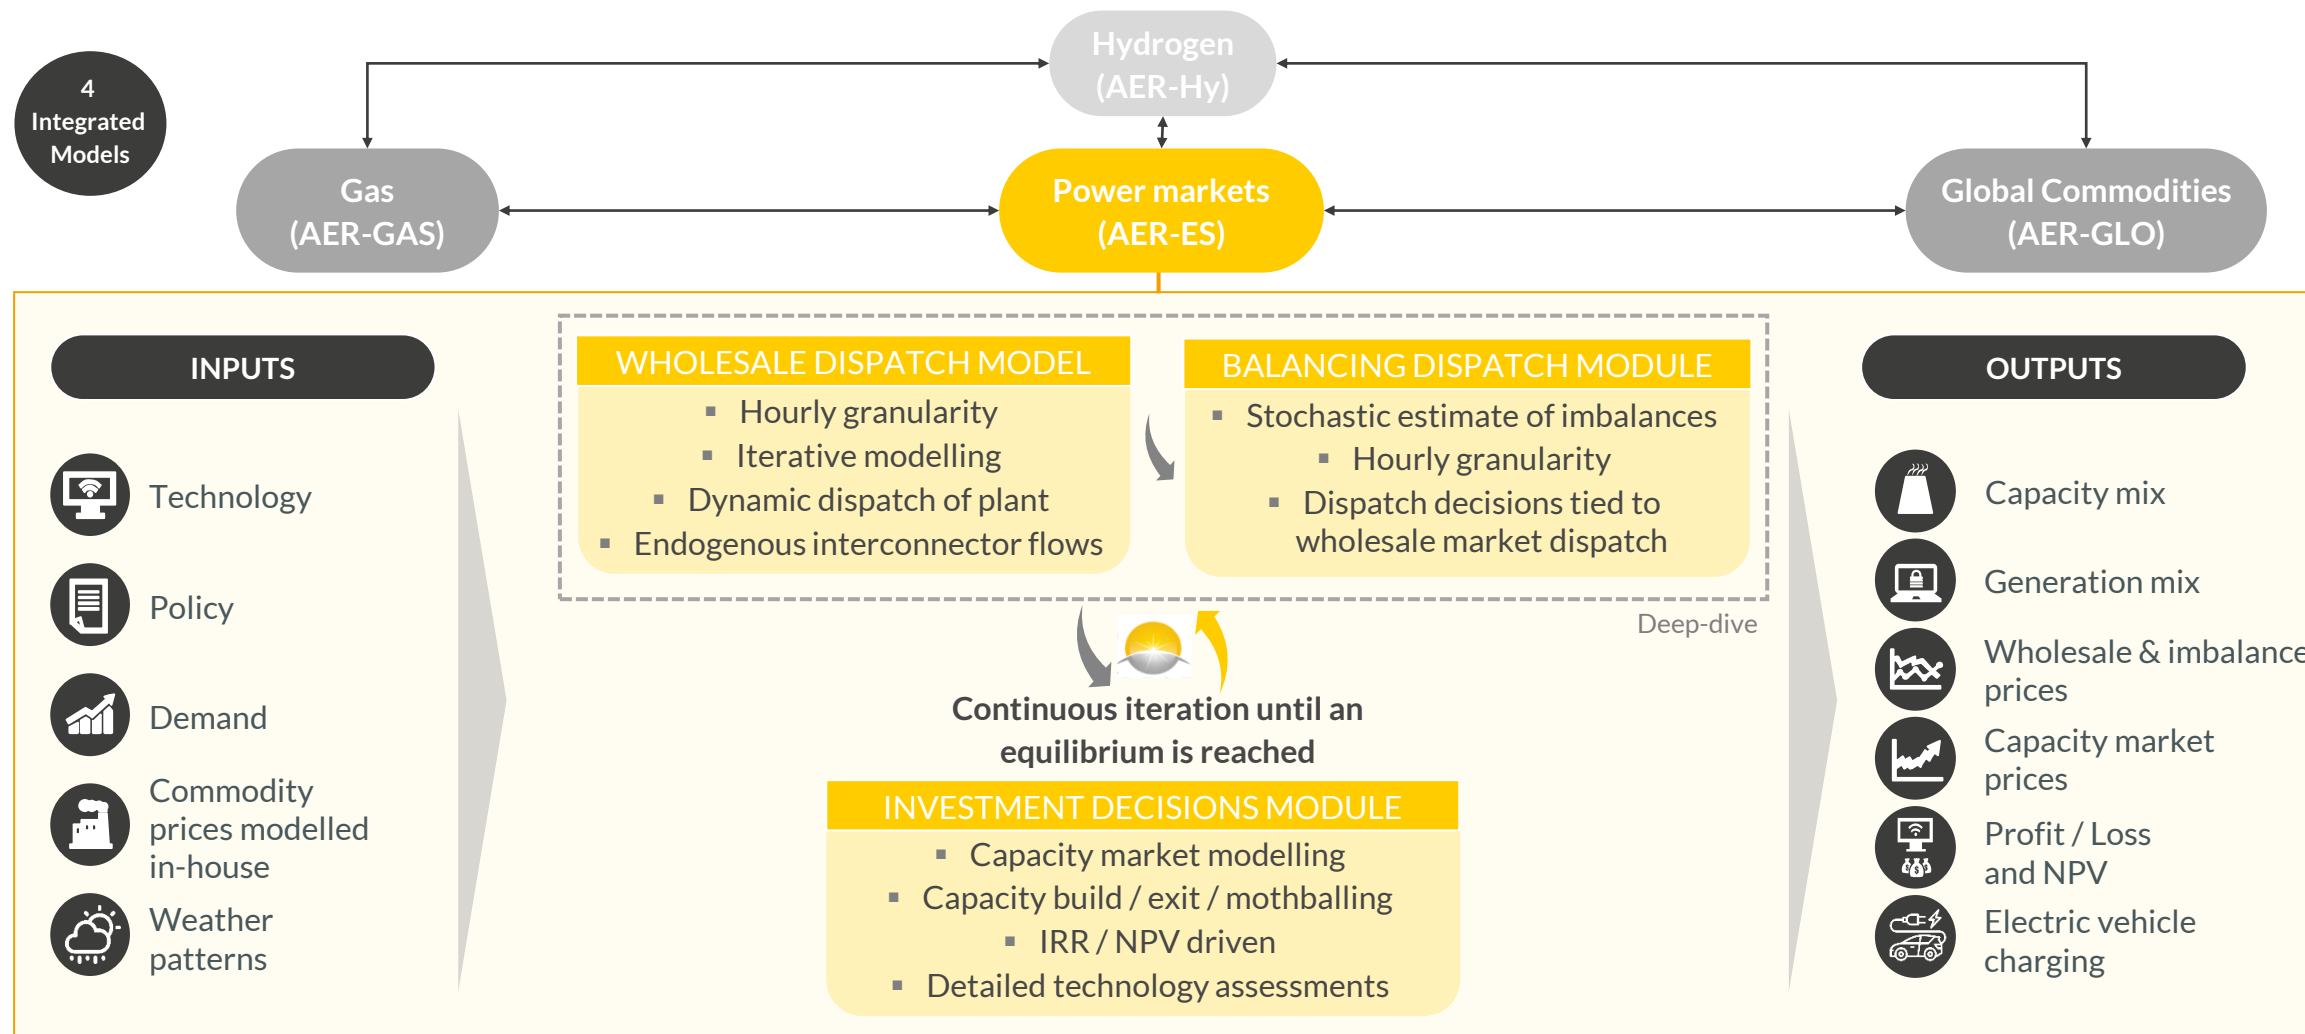 4
Integrated
Models
Hydrogen
(AER-Hy)
Gas
(AER-GAS)
Power markets
(AER-ES)
Global Commodities
(AER-GLO)
INPUTS
Technology
Policy
Demand
Commodity
prices modelled
in-house
Weather
patterns
WHOLESALE DISPATCH MODEL
▪ Hourly granularity
▪ Iterative modelling
▪ Dynamic dispatch of plant
▪ Endogenous interconnector flows
BALANCING DISPATCH MODULE
▪ Stochastic estimate of imbalances
▪ Hourly granularity
▪ Dispatch decisions tied to
wholesale market dispatch
Deep-dive
Continuous iteration until an
equilibrium is reached
INVESTMENT DECISIONS MODULE
▪ Capacity market modelling
▪ Capacity build / exit / mothballing
▪ IRR / NPV driven
▪ Detailed technology assessments
OUTPUTS
Capacity mix
Generation mix
Wholesale & imbalance
prices
Capacity market
prices
Profit / Loss
and NPV
Electric vehicle
charging